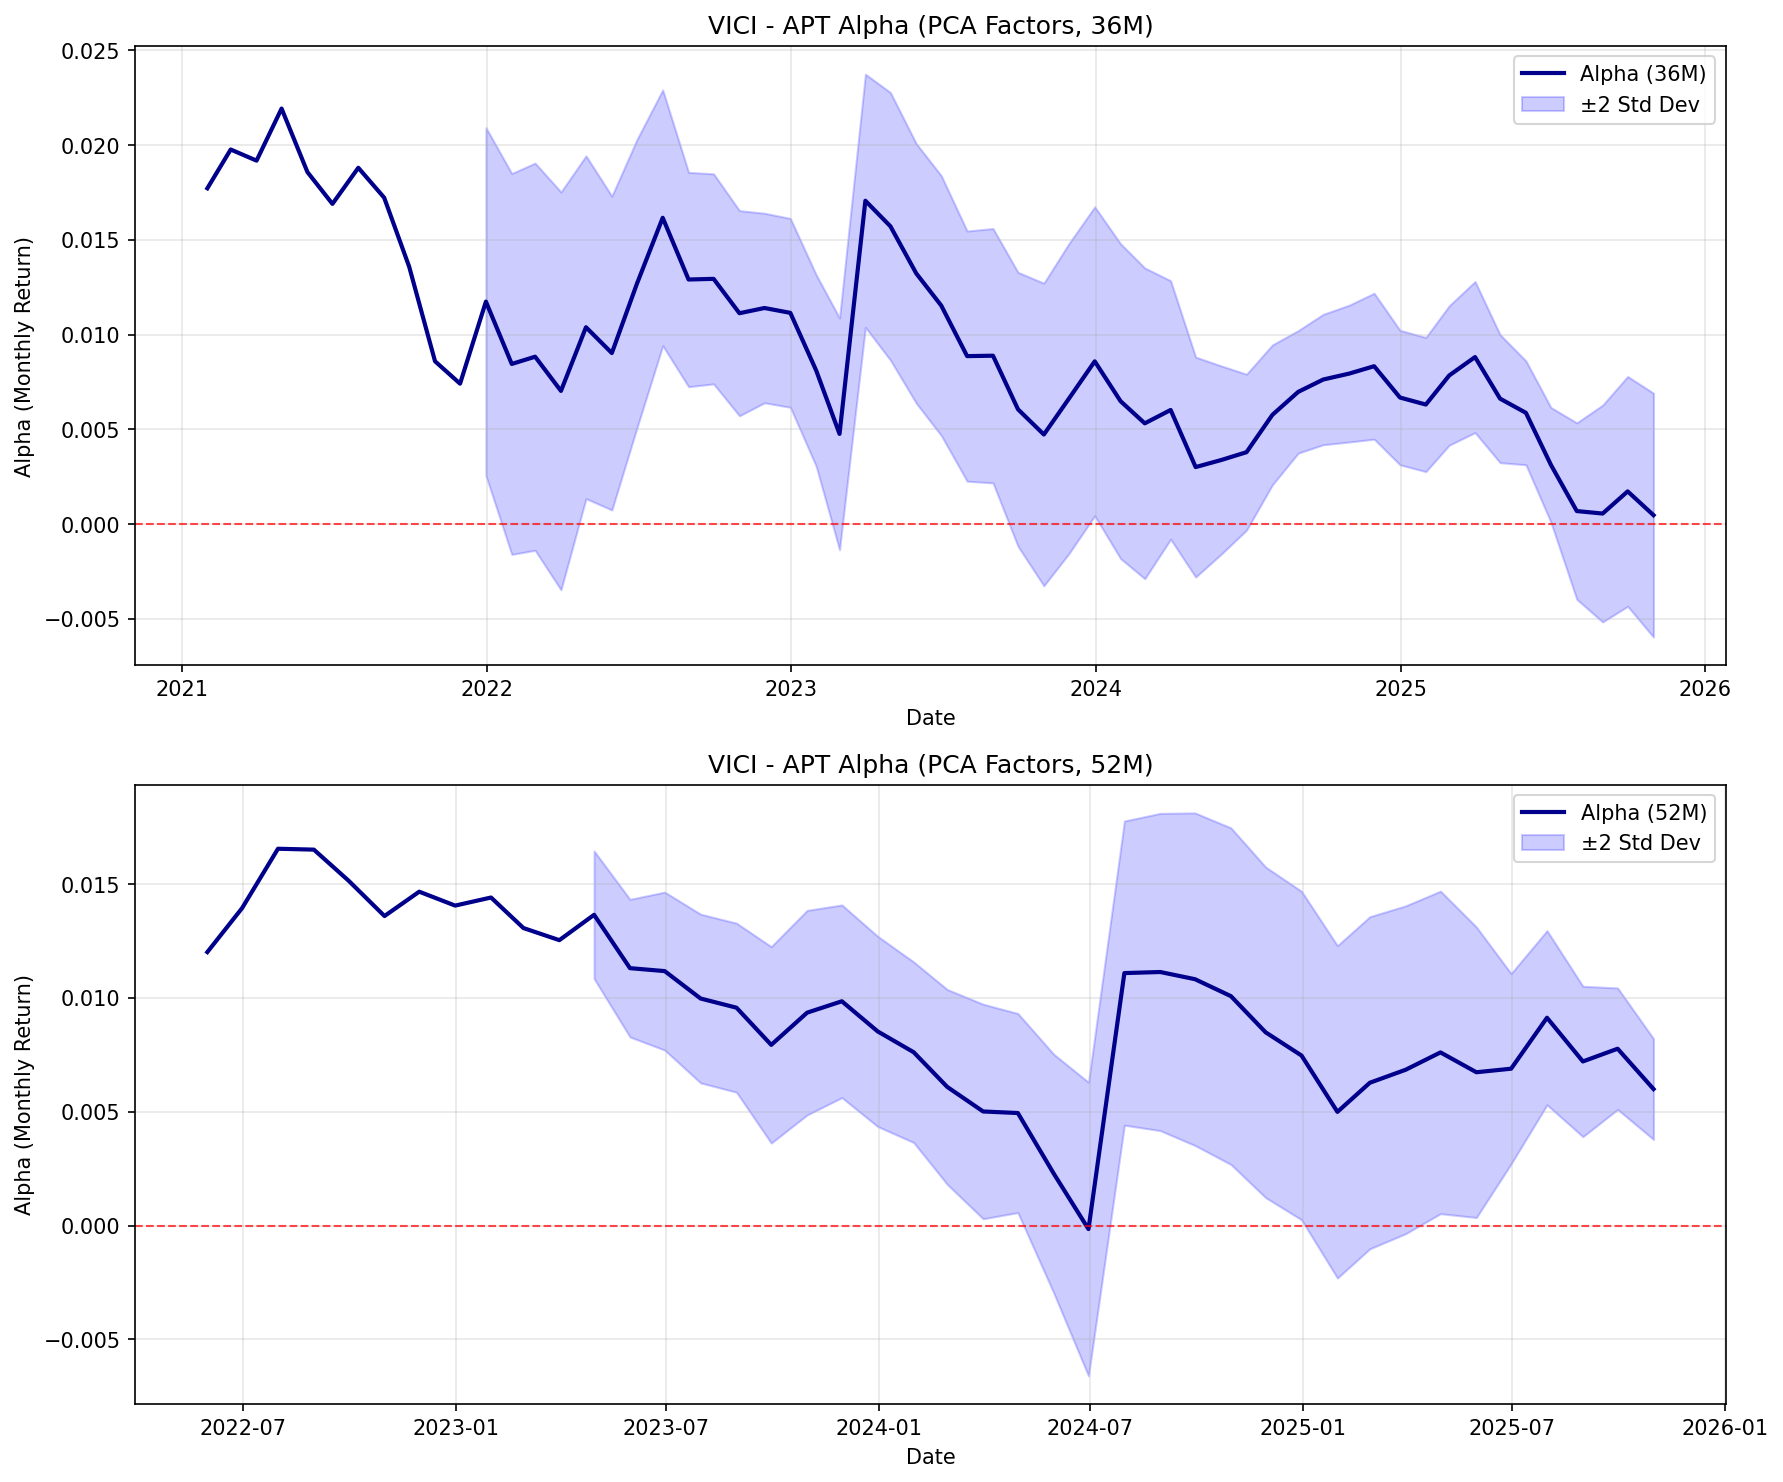 VICI - APT Alpha (PCA Factors, 36M)
Alpha (Monthly Return)
0.025
0.020
0.015
0.010
0.005
0.000
−0.005
Alpha (36M)
±2 Std Dev
2021 2022 2023 2024 2025 2026
Date
VICI - APT Alpha (PCA Factors, 52M)
Alpha (Monthly Return)
0.015
0.010
0.005
0.000
−0.005
Alpha (52M)
±2 Std Dev
2022-07 2023-01 2023-07 2024-01 2024-07 2025-01 2025-07 2026-01
Date